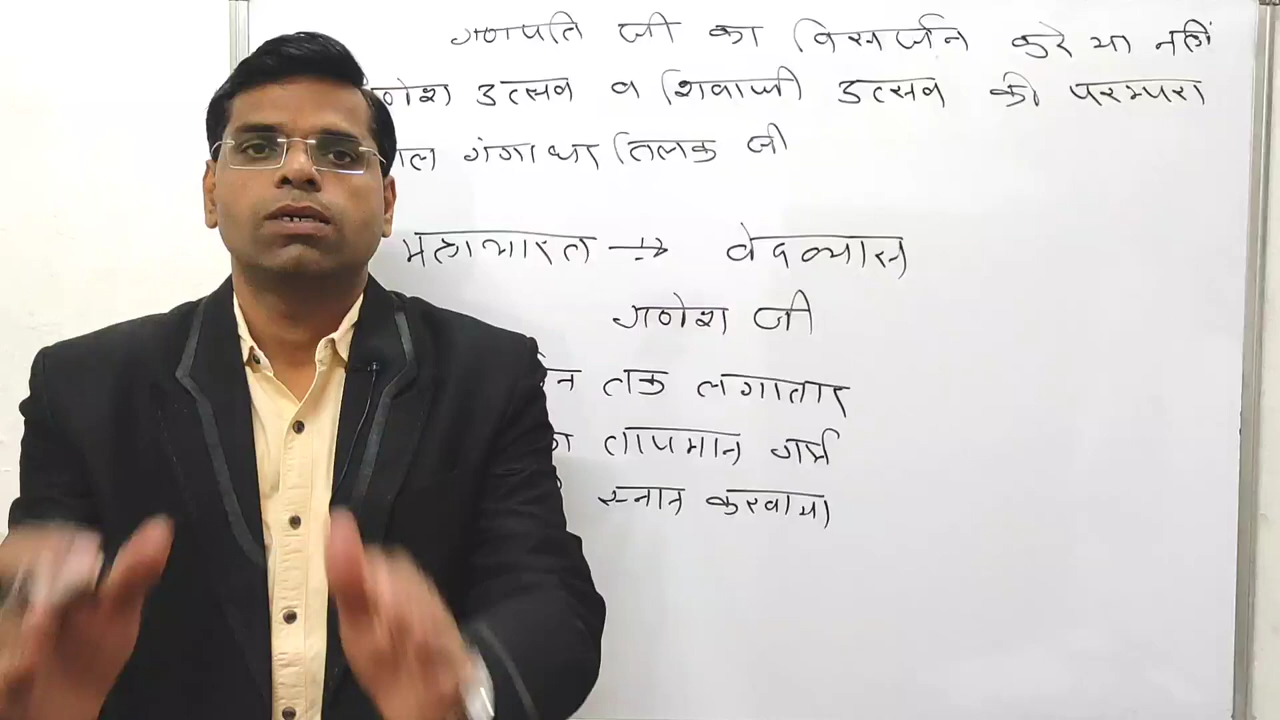 गणपति जी का विसर्जन करे या नहीं
णेश उत्सव व शिवाजी उत्सव की परम्परा
ाल गंगाधर तिलक जी
महाभारत → वेदव्यास
गणेश जी
तक लगातार
तापमान गर्म
स्नान करवाया